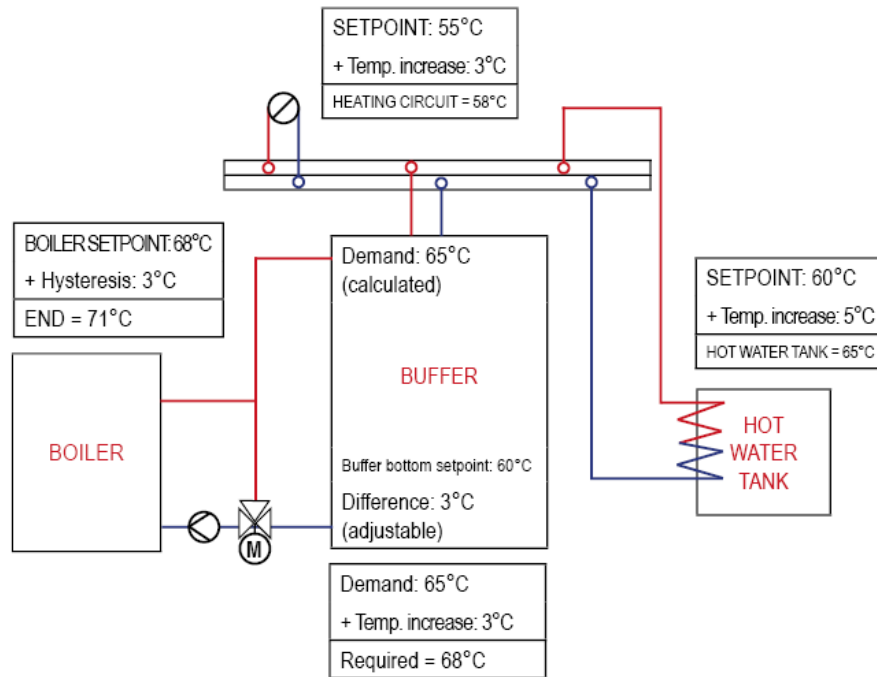 SETPOINT: 55°C
+ Temp. increase: 3°C
HEATING CIRCUIT = 58°C
BOILER SETPOINT: 68°C
+ Hysteresis: 3°C
END = 71°C
Demand: 65°C
(calculated)
SETPOINT: 60°C
+ Temp. increase: 5°C
HOT WATER TANK = 65°C
BOILER
BUFFER
HOT
WATER
TANK
Buffer bottom setpoint: 60°C
Difference: 3°C
(adjustable)
M
Demand: 65°C
+ Temp. increase: 3°C
Required = 68°C